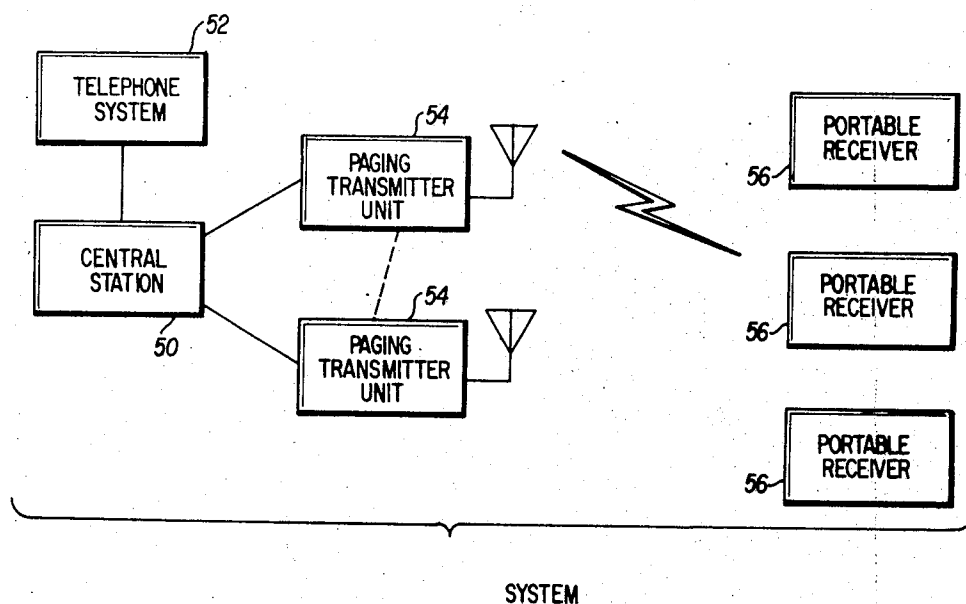 52
TELEPHONE
SYSTEM
CENTRAL
STATION
50
54
PAGING
TRANSMITTER
UNIT
54
PAGING
TRANSMITTER
UNIT
PORTABLE
RECEIVER
56
PORTABLE
RECEIVER
56
PORTABLE
RECEIVER
56
SYSTEM